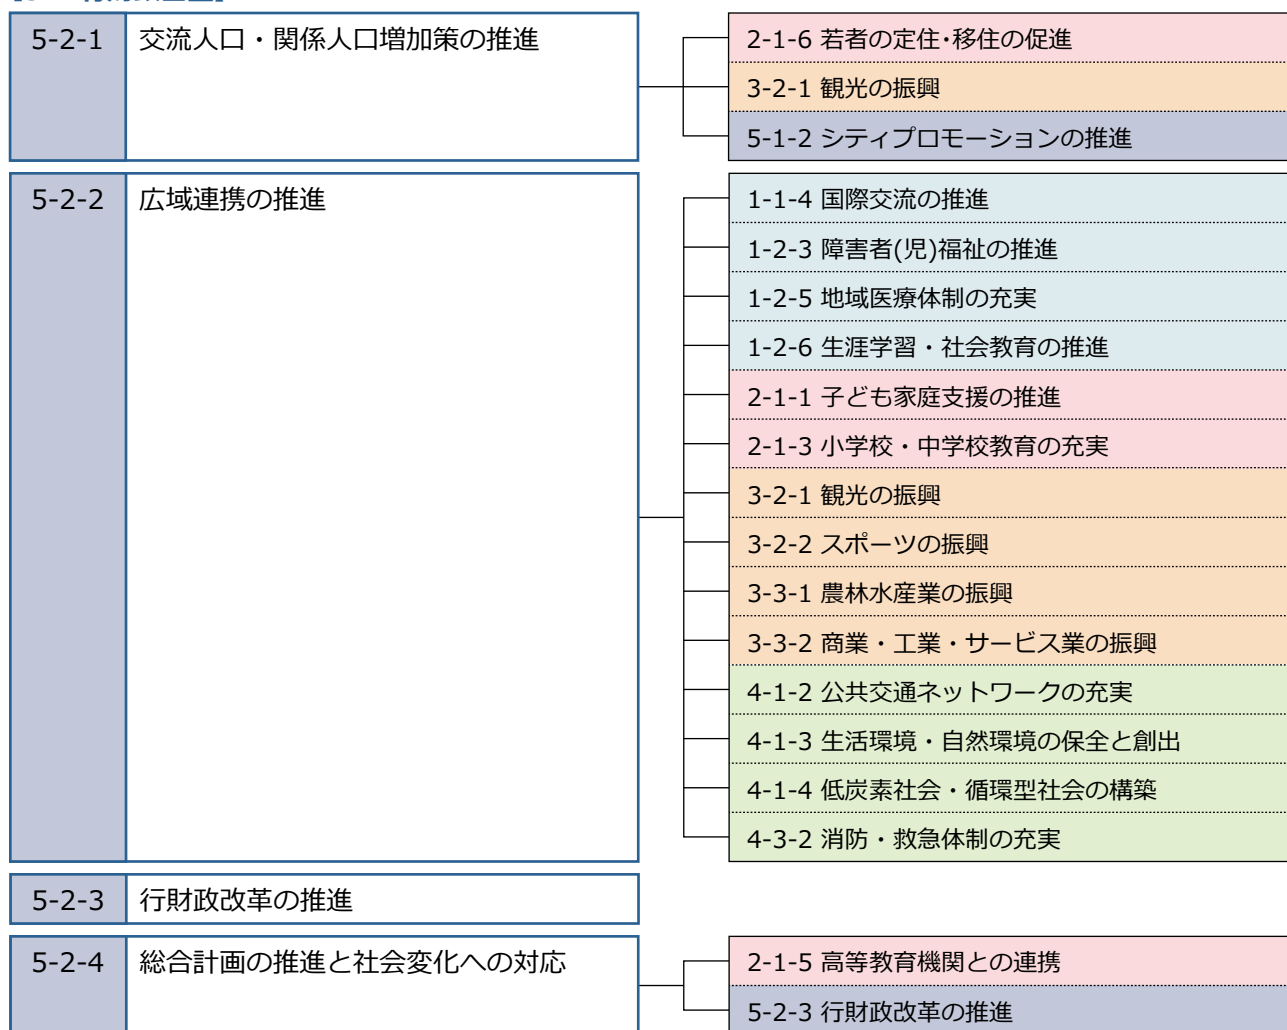 5-2-1 交流人口・関係人口増加策の推進
2-1-6 若者の定住・移住の促進
3-2-1 観光の振興
5-1-2 シティプロモーションの推進
5-2-2 広域連携の推進
1-1-4 国際交流の推進
1-2-3 障害者(児)福祉の推進
1-2-5 地域医療体制の充実
1-2-6 生涯学習・社会教育の推進
2-1-1 子ども家庭支援の推進
2-1-3 小学校・中学校教育の充実
3-2-1 観光の振興
3-2-2 スポーツの振興
3-3-1 農林水産業の振興
3-3-2 商業・工業・サービス業の振興
4-1-2 公共交通ネットワークの充実
4-1-3 生活環境・自然環境の保全と創出
4-1-4 低炭素社会・循環型社会の構築
4-3-2 消防・救急体制の充実
5-2-3 行財政改革の推進
5-2-4 総合計画の推進と社会変化への対応
2-1-5 高等教育機関との連携
5-2-3 行財政改革の推進